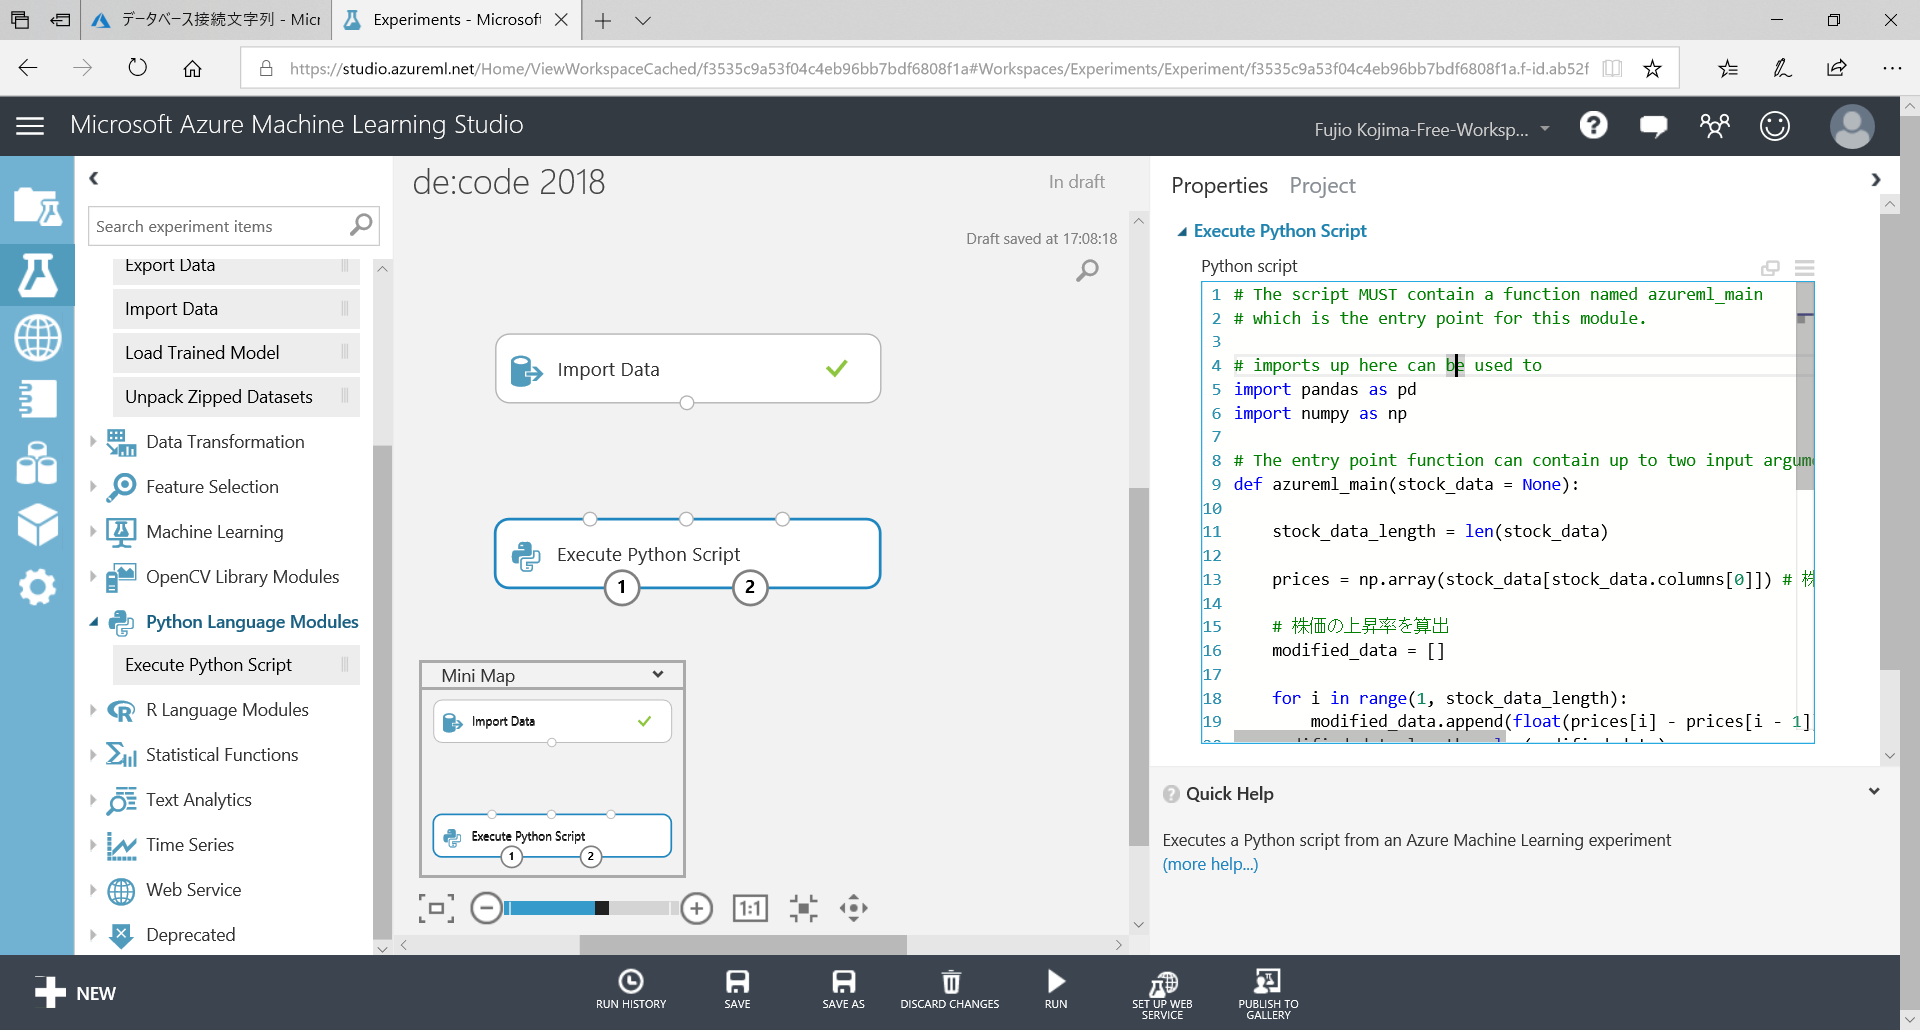 データベース接続文字列 - Micr
Experiments - Microsoft
https://studio.azureml.net/Home/ViewWorkspaceCached/f3535c9a53f04c4eb96bb7bdf6808f1a#Workspaces/Experiments/Experiment/f3535c9a53f04c4eb96bb7bdf6808f1a.f-id.ab52f
Microsoft Azure Machine Learning Studio
Fujio Kojima-Free-Worksp...
Search experiment items
Export Data
Import Data
Load Trained Model
Unpack Zipped Datasets
Data Transformation
Feature Selection
Machine Learning
OpenCV Library Modules
Python Language Modules
Execute Python Script
R Language Modules
Statistical Functions
Text Analytics
Time Series
Web Service
Deprecated
de:code 2018
In draft
Draft saved at 17:08:18
Import Data
Execute Python Script
1
2
Mini Map
Import Data
Execute Python Script
1
2
1:1
Properties
Project
Execute Python Script
Python script
1 # The script MUST contain a function named azureml_main
2 # which is the entry point for this module.
3
4 # imports up here can be used to
5 import pandas as pd
6 import numpy as np
7
8 # The entry point function can contain up to two input argume
9 def azureml_main(stock_data = None):
10
11 stock_data_length = len(stock_data)
12
13 prices = np.array(stock_data[stock_data.columns[0]]) # 株
14
15 # 株価の上昇率を算出
16 modified_data = []
17
18 for i in range(1, stock_data_length):
19 modified_data.append(float(prices[i] - prices[i - 1]
Quick Help
Executes a Python script from an Azure Machine Learning experiment
(more help...)
NEW
RUN HISTORY
SAVE
SAVE AS
DISCARD CHANGES
RUN
SET UP WEB SERVICE
PUBLISH TO GALLERY